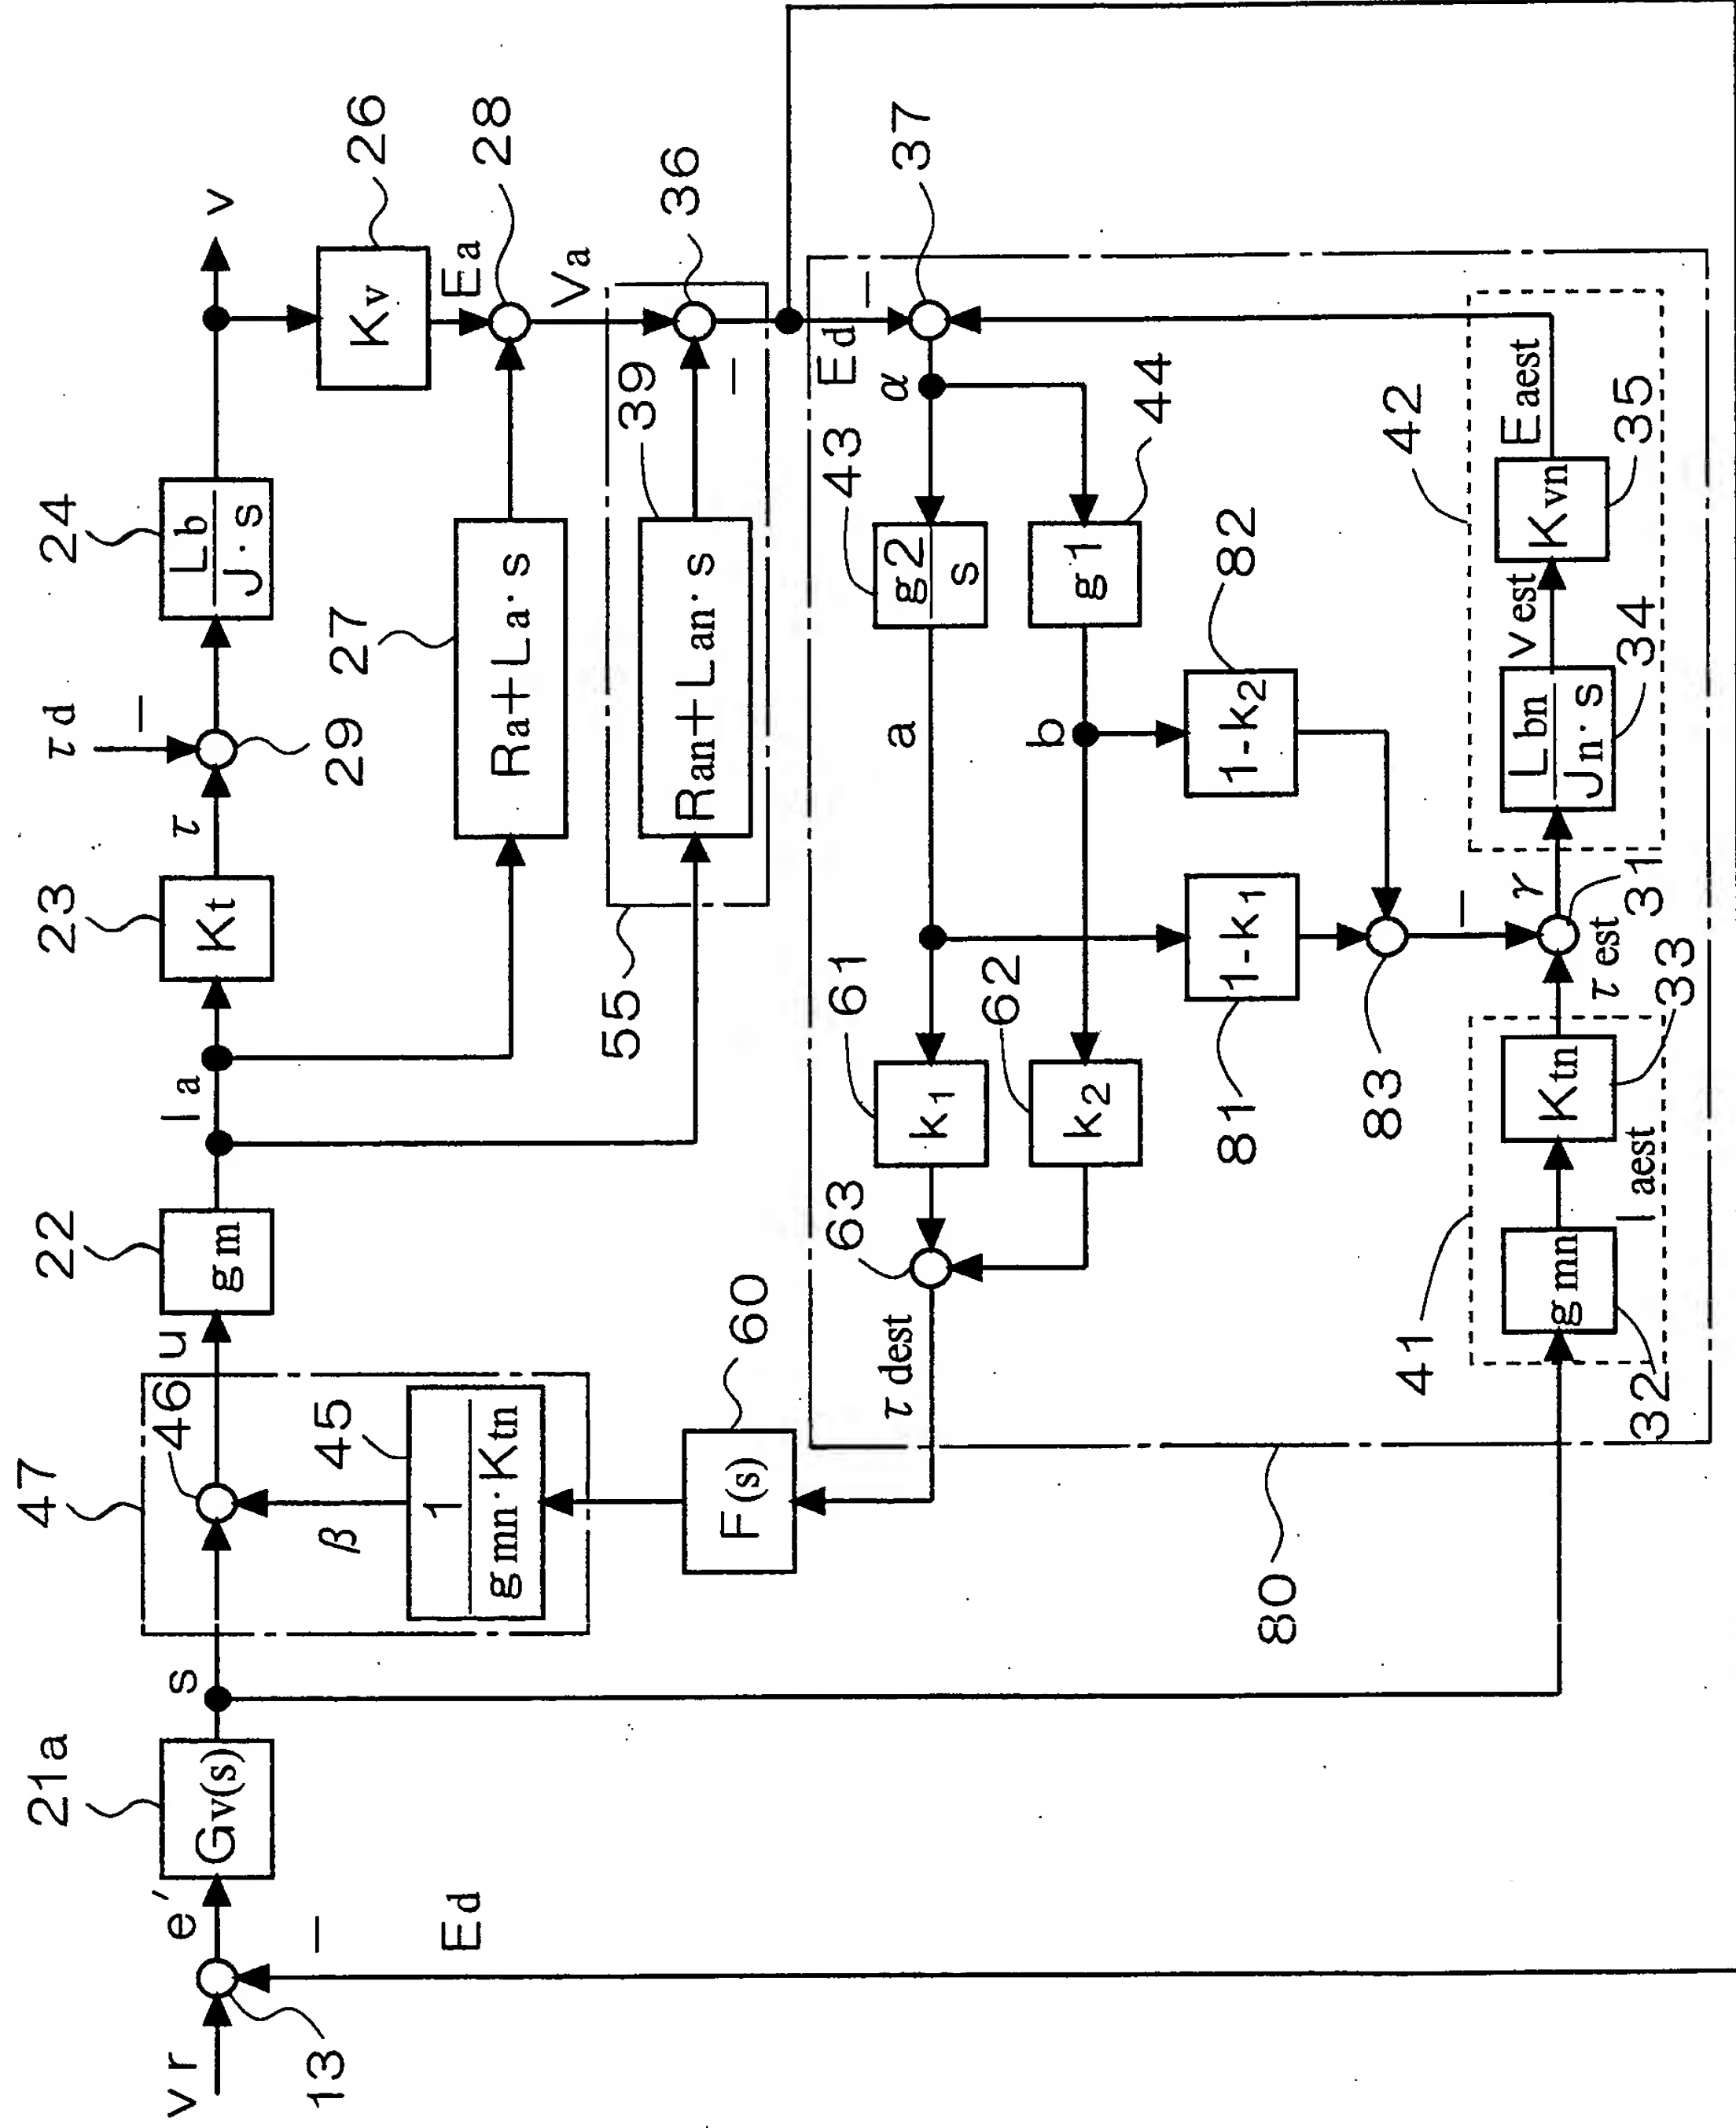 vr
13
e′
−
Ed
21a
Gv(s)
s
47
46
β
45
1
gmn·Ktn
60
F(s)
u
22
gm
Ia
23
Kt
τ
τd
−
29
24
Lb
J·s
v
26
Kv
Ea
28
Va
27
Ra+La·s
55
39
Ran+Lan·s
−
36
Ed
−
37
α
43
g2
s
44
g1
a
b
61
k1
62
k2
63
τdest
82
1-k2
81
1-k1
83
−
80
41
32
gmn
Iaest
Ktn
33
τest
31
γ
42
Lbn
Jn·s
34
vest
Kvn
35
Eaest